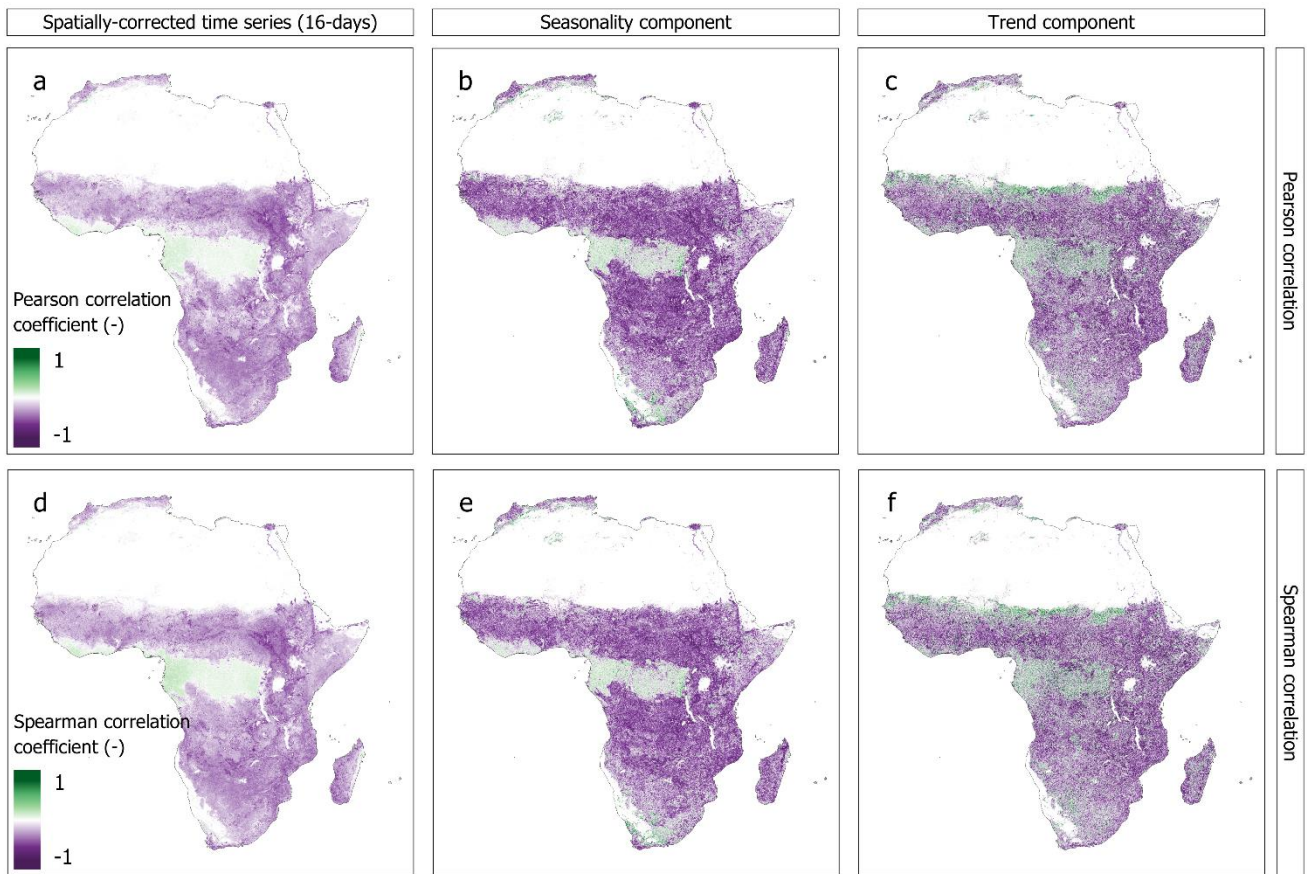 Spatially-corrected time series (16-days)
Seasonality component
Trend component
a
b
c
Pearson correlation
coefficient (-)
1
-1
Pearson correlation
d
e
f
Spearman correlation
coefficient (-)
1
-1
Spearman correlation